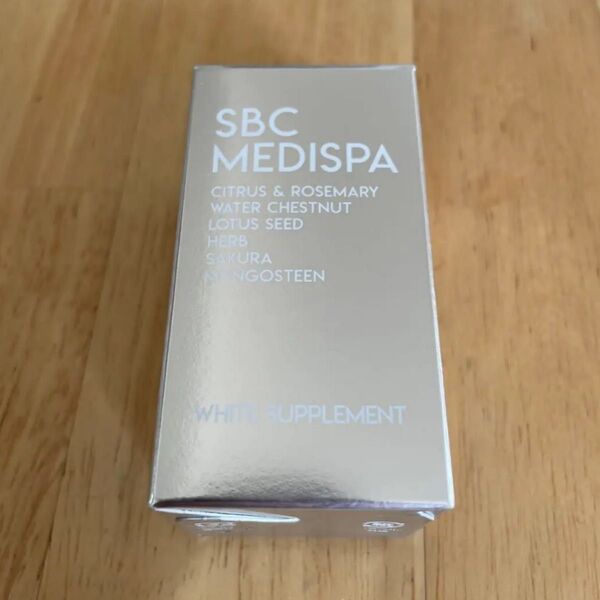 SBC
MEDISPA
CITRUS & ROSEMARY
WATER CHESTNUT
LOTUS SEED
HERB
SAKURA
MANGOSTEEN
WHITE SUPPLEMENT